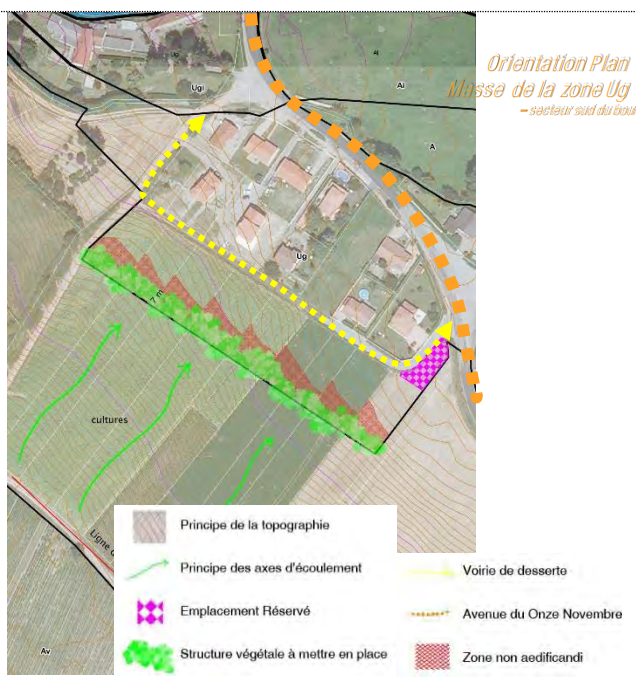 Orientation Plan
Masse de la zone Ug
– secteur sud du bou
Ug
Ugi
Ai
A
A
Ug
7 m
cultures
Ligne
Av
Principe de la topographie
Principe des axes d'écoulement
Emplacement Réservé
Structure végétale à mettre en place
Voirie de desserte
Avenue du Onze Novembre
Zone non aedificandi